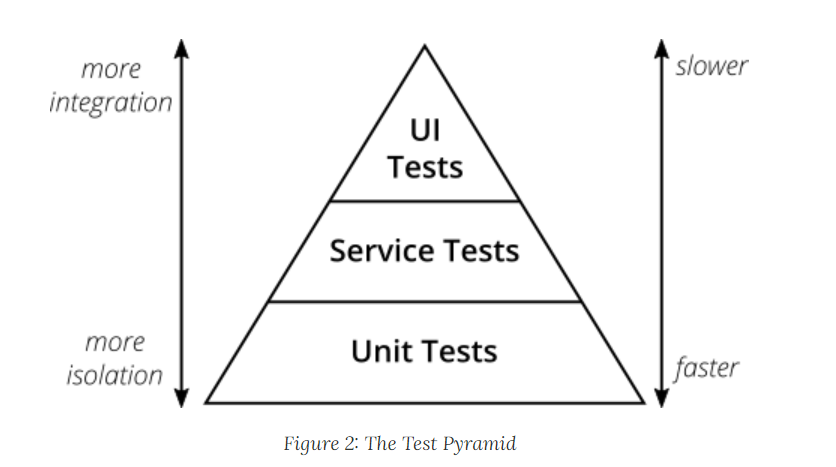 more
integration
slower
UI
Tests
Service Tests
more
isolation
Unit Tests
faster
Figure 2: The Test Pyramid